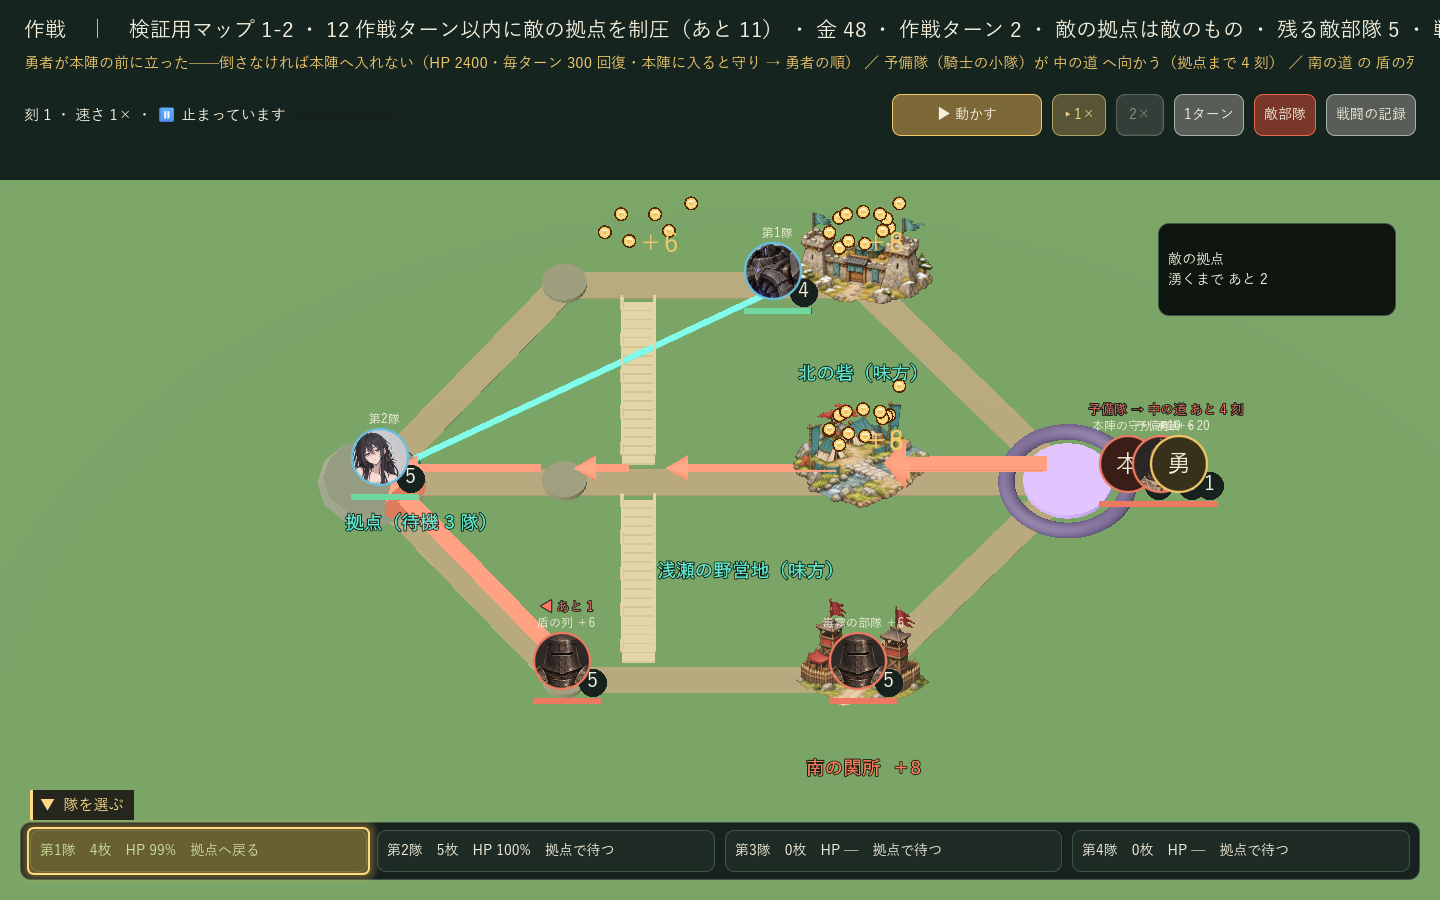 作戦 ｜ 検証用マップ 1-2 ・ 12 作戦ターン以内に敵の拠点を制圧（あと 11） ・ 金 48 ・ 作戦ターン 2 ・ 敵の拠点は敵のもの ・ 残る敵部隊 5 ・
勇者が本陣の前に立った――倒さなければ本陣へ入れない（HP 2400・毎ターン 300 回復・本陣に入ると守り → 勇者の順） ／ 予備隊（騎士の小隊）が 中の道 へ向かう（拠点まで 4 刻） ／ 南の道 の 盾の列
刻 1 ・ 速さ 1× ・ ⏸ 止まっています
▶ 動かす
▸1×
2×
1ターン
敵部隊
戦闘の記録
+6
第1隊
+8
4
敵の拠点
湧くまで あと 2
北の砦（味方）
第2隊
5
拠点（待機 3 隊）
+8
予備隊 → 中の道 あと 4 刻
本
勇
1
浅瀬の野営地（味方）
◀ あと 1
盾の列 +6
5
毒霧の部隊 +6
5
南の関所 +8
▼ 隊を選ぶ
第1隊 4枚 HP 99% 拠点へ戻る
第2隊 5枚 HP 100% 拠点で待つ
第3隊 0枚 HP — 拠点で待つ
第4隊 0枚 HP — 拠点で待つ